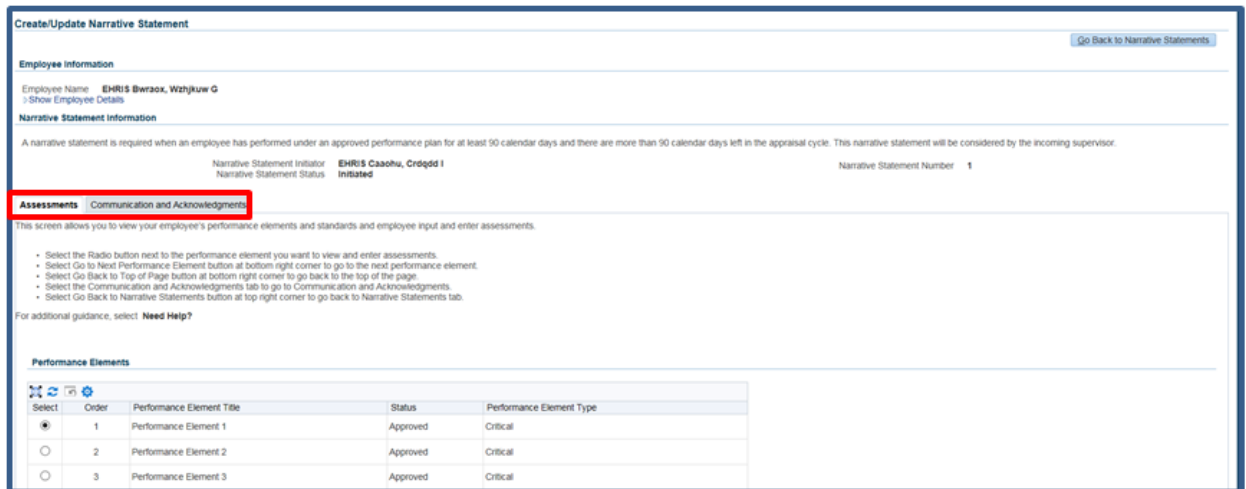 Create/Update Narrative Statement
Go Back to Narrative Statements
Employee Information
Employee Name EHRIS Bwraox, Wzhjkuw G
Show Employee Details
Narrative Statement Information
A narrative statement is required when an employee has performed under an approved performance plan for at least 90 calendar days and there are more than 90 calendar days left in the appraisal cycle. This narrative statement will be considered by the incoming supervisor.
Narrative Statement Initiator EHRIS Caaohu, Crdqdd I
Narrative Statement Number 1
Narrative Statement Status Initiated
Assessments Communication and Acknowledgments
This screen allows you to view your employee's performance elements and standards and employee input and enter assessments.
• Select the Radio button next to the performance element you want to view and enter assessments.
• Select Go to Next Performance Element button at bottom right corner to go to the next performance element.
• Select Go Back to Top of Page button at bottom right corner to go back to the top of the page.
• Select the Communication and Acknowledgments tab to go to Communication and Acknowledgments.
• Select Go Back to Narrative Statements button at top right corner to go back to Narrative Statements tab.
For additional guidance, select Need Help?
Performance Elements
Select Order Performance Element Title Status Performance Element Type
1 Performance Element 1 Approved Critical
2 Performance Element 2 Approved Critical
3 Performance Element 3 Approved Critical